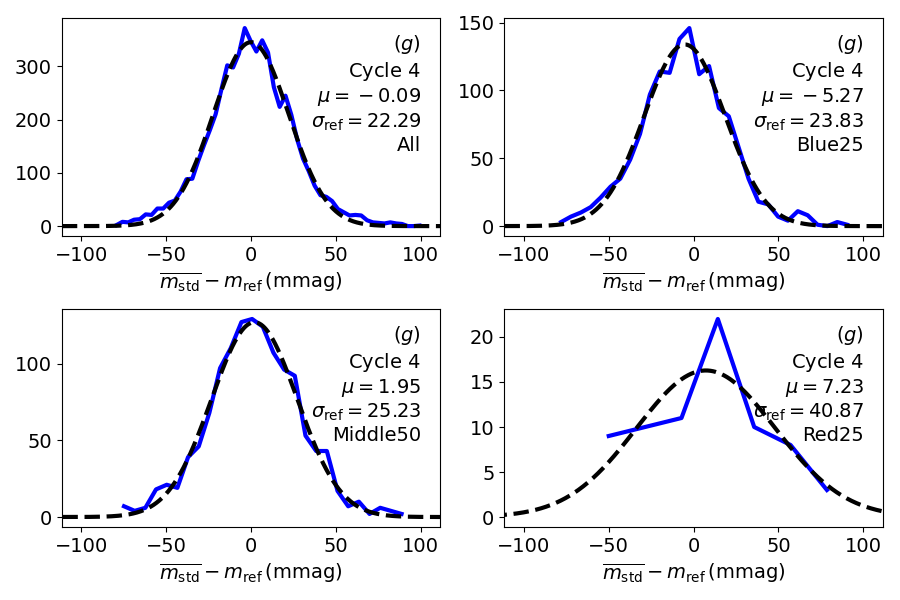 300
200
100
0
−100 −50 0 50 100
(g)
Cycle 4
μ = −0.09
σref = 22.29
All
m̅std − mref (mmag)
150
100
50
0
−100 −50 0 50 100
(g)
Cycle 4
μ = −5.27
σref = 23.83
Blue25
m̅std − mref (mmag)
100
50
0
−100 −50 0 50 100
(g)
Cycle 4
μ = 1.95
σref = 25.23
Middle50
m̅std − mref (mmag)
20
15
10
5
0
−100 −50 0 50 100
(g)
Cycle 4
μ = 7.23
σref = 40.87
Red25
m̅std − mref (mmag)